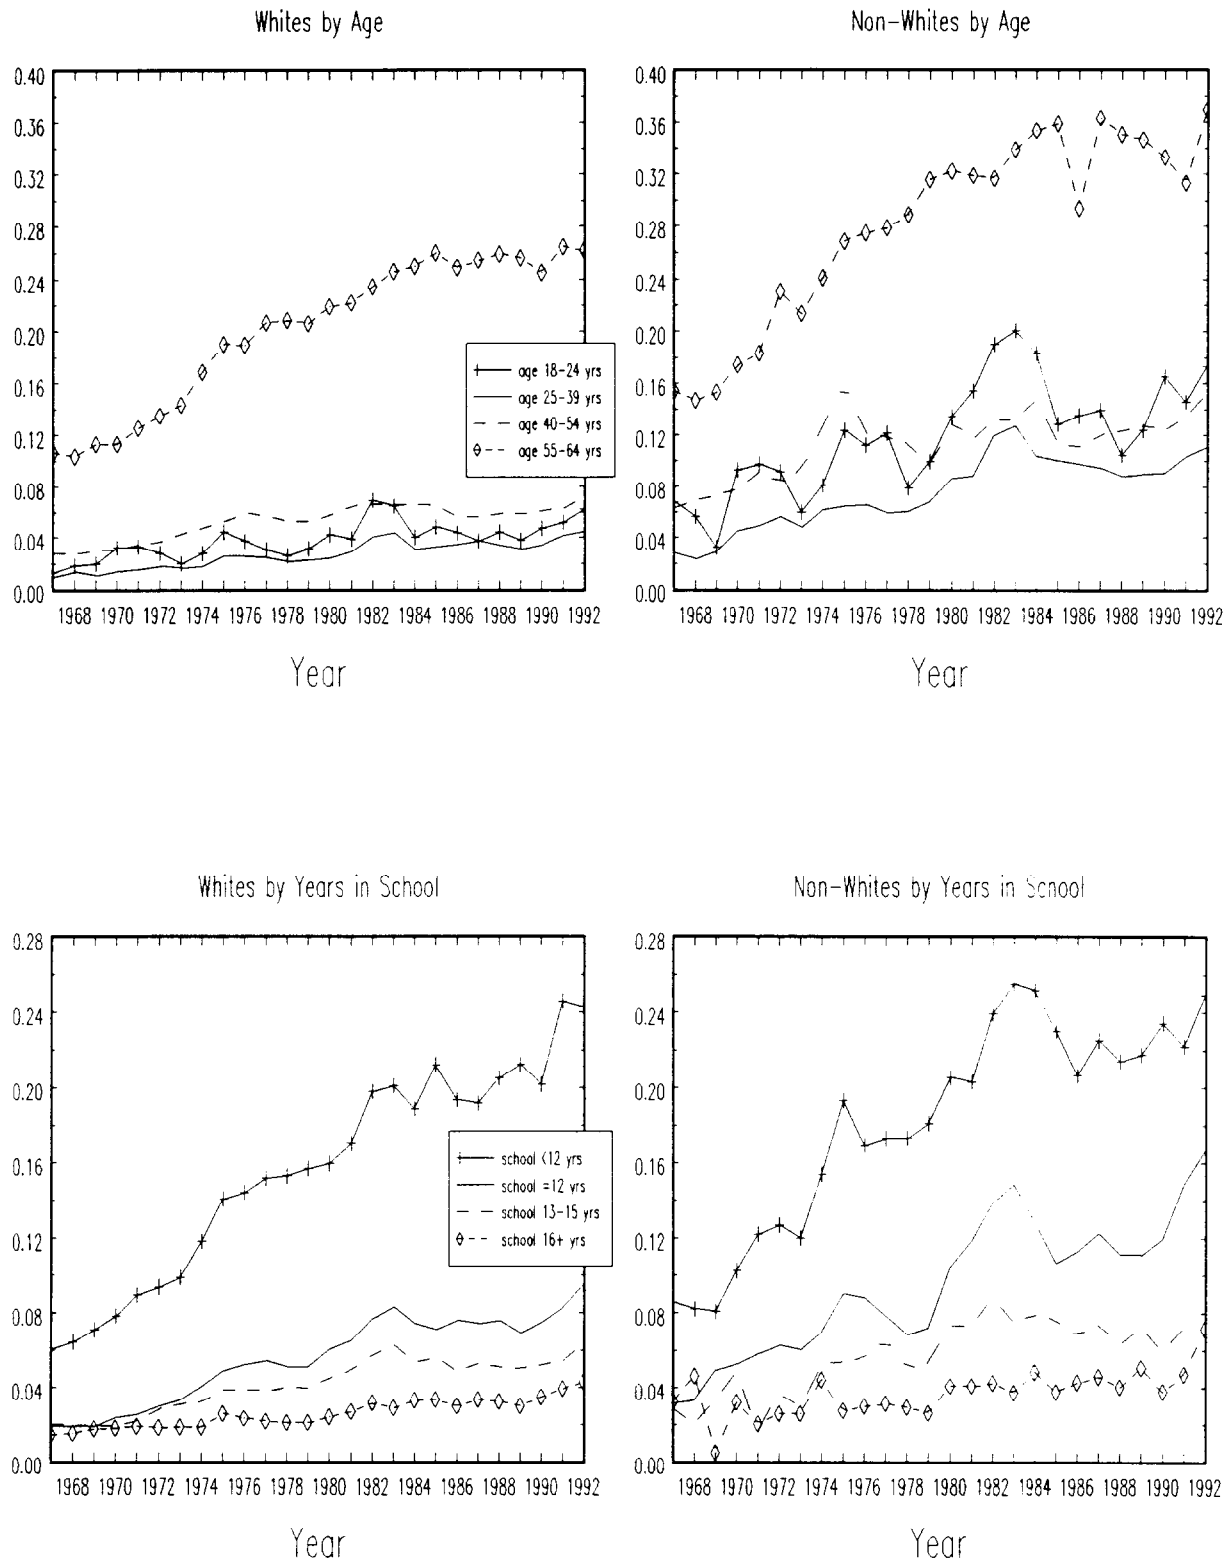 Whites by Age
0.40
0.36
0.32
0.28
0.24
0.20
0.16
0.12
0.08
0.04
0.00
1968 1970 1972 1974 1976 1978 1980 1982 1984 1986 1988 1990 1992
Year
age 18-24 yrs
age 25-39 yrs
age 40-54 yrs
age 55-64 yrs
Non-Whites by Age
0.40
0.36
0.32
0.28
0.24
0.20
0.16
0.12
0.08
0.04
0.00
1968 1970 1972 1974 1976 1978 1980 1982 1984 1986 1988 1990 1992
Year
Whites by Years in School
0.28
0.24
0.20
0.16
0.12
0.08
0.04
0.00
1968 1970 1972 1974 1976 1978 1980 1982 1984 1986 1988 1990 1992
Year
school <12 yrs
school =12 yrs
school 13-15 yrs
school 16+ yrs
Non-Whites by Years in School
0.28
0.24
0.20
0.16
0.12
0.08
0.04
0.00
1968 1970 1972 1974 1976 1978 1980 1982 1984 1986 1988 1990 1992
Year